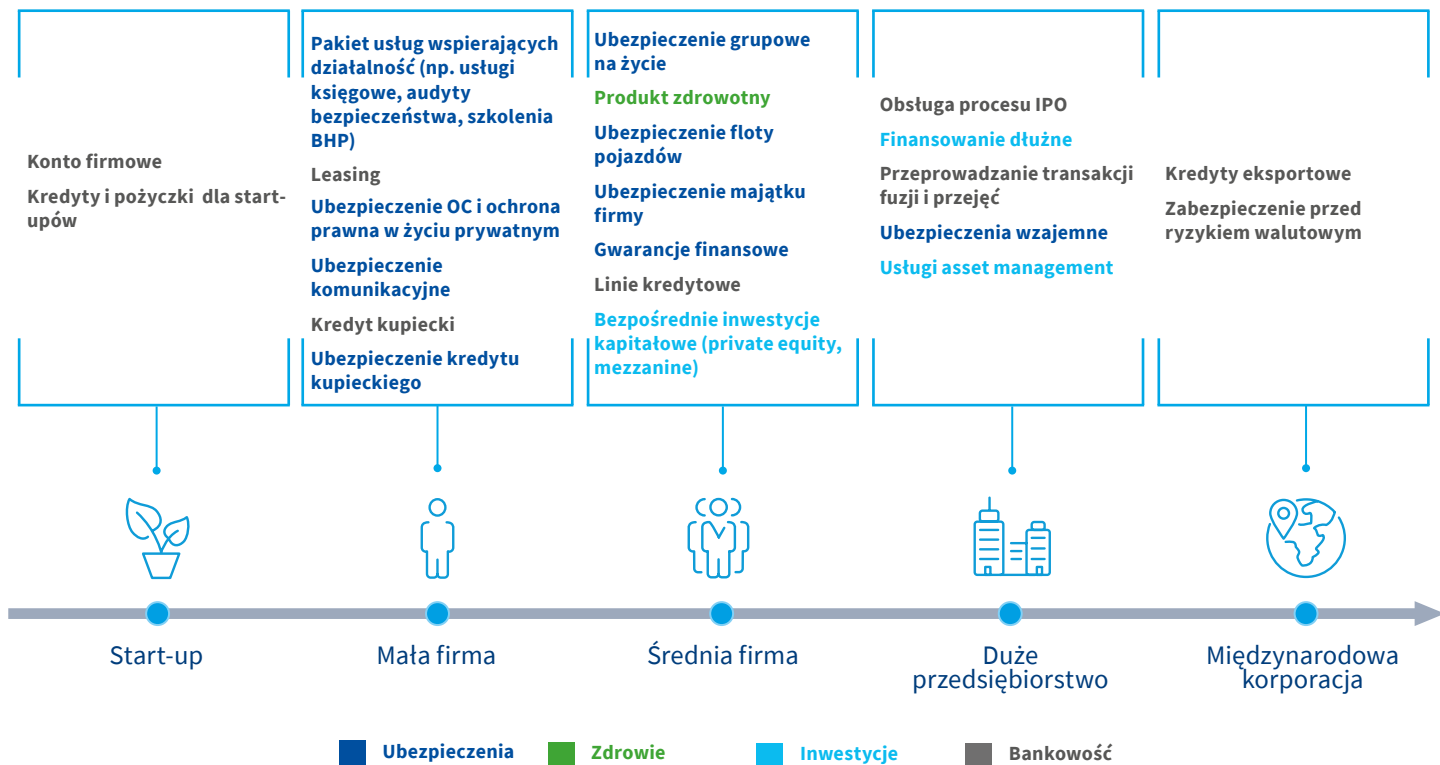 Konto firmowe
Kredyty i pożyczki  dla start-
upów
Pakiet usług wspierających
działalność (np. usługi
księgowe, audyty
bezpieczeństwa, szkolenia
BHP)
Leasing
Ubezpieczenie OC i ochrona
prawna w życiu prywatnym
Ubezpieczenie
komunikacyjne
Kredyt kupiecki
Ubezpieczenie kredytu
kupieckiego
Ubezpieczenie grupowe
na życie
Produkt zdrowotny
Ubezpieczenie floty
pojazdów
Ubezpieczenie majątku
firmy
Gwarancje finansowe
Linie kredytowe
Bezpośrednie inwestycje
kapitałowe (private equity,
mezzanine)
Obsługa procesu IPO
Finansowanie dłużne
Przeprowadzanie transakcji
fuzji i przejęć
Ubezpieczenia wzajemne
Usługi asset management
Kredyty eksportowe
Zabezpieczenie przed
ryzykiem walutowym
Start-up
Mała firma
Średnia firma
Duże
przedsiębiorstwo
Międzynarodowa
korporacja
Ubezpieczenia
Zdrowie
Inwestycje
Bankowość